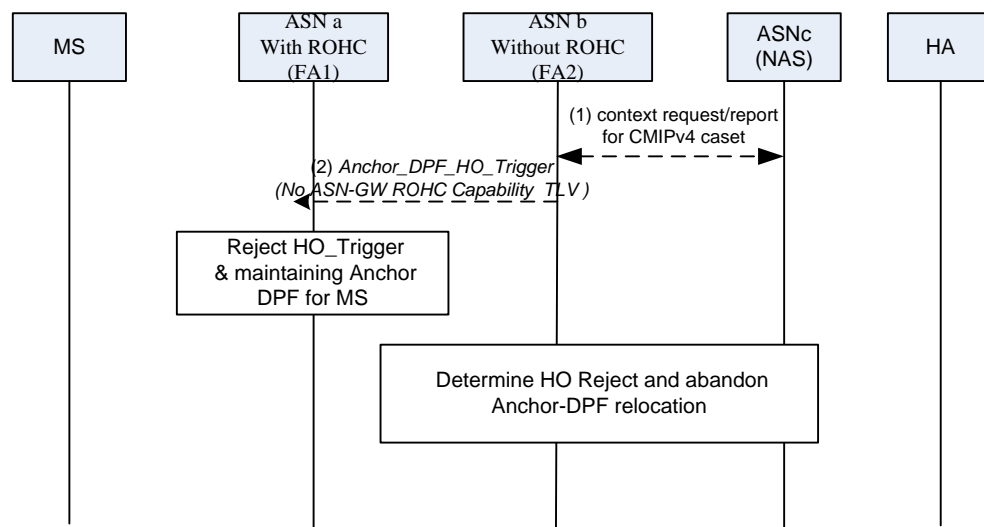 MS
ASN a
With ROHC
(FA1)
ASN b
Without ROHC
(FA2)
ASNc
(NAS)
HA
(1) context request/report
for CMIPv4 caset
(2) Anchor_DPF_HO_Trigger
(No ASN-GW ROHC Capability TLV )
Reject HO_Trigger
& maintaining Anchor
DPF for MS
Determine HO Reject and abandon
Anchor-DPF relocation